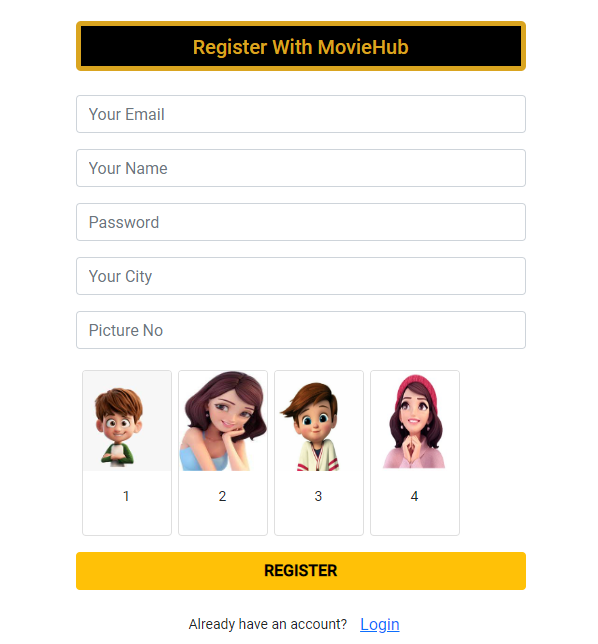 Register With MovieHub
Your Email
Your Name
Password
Your City
Picture No
1 2 3 4
REGISTER
Already have an account? Login